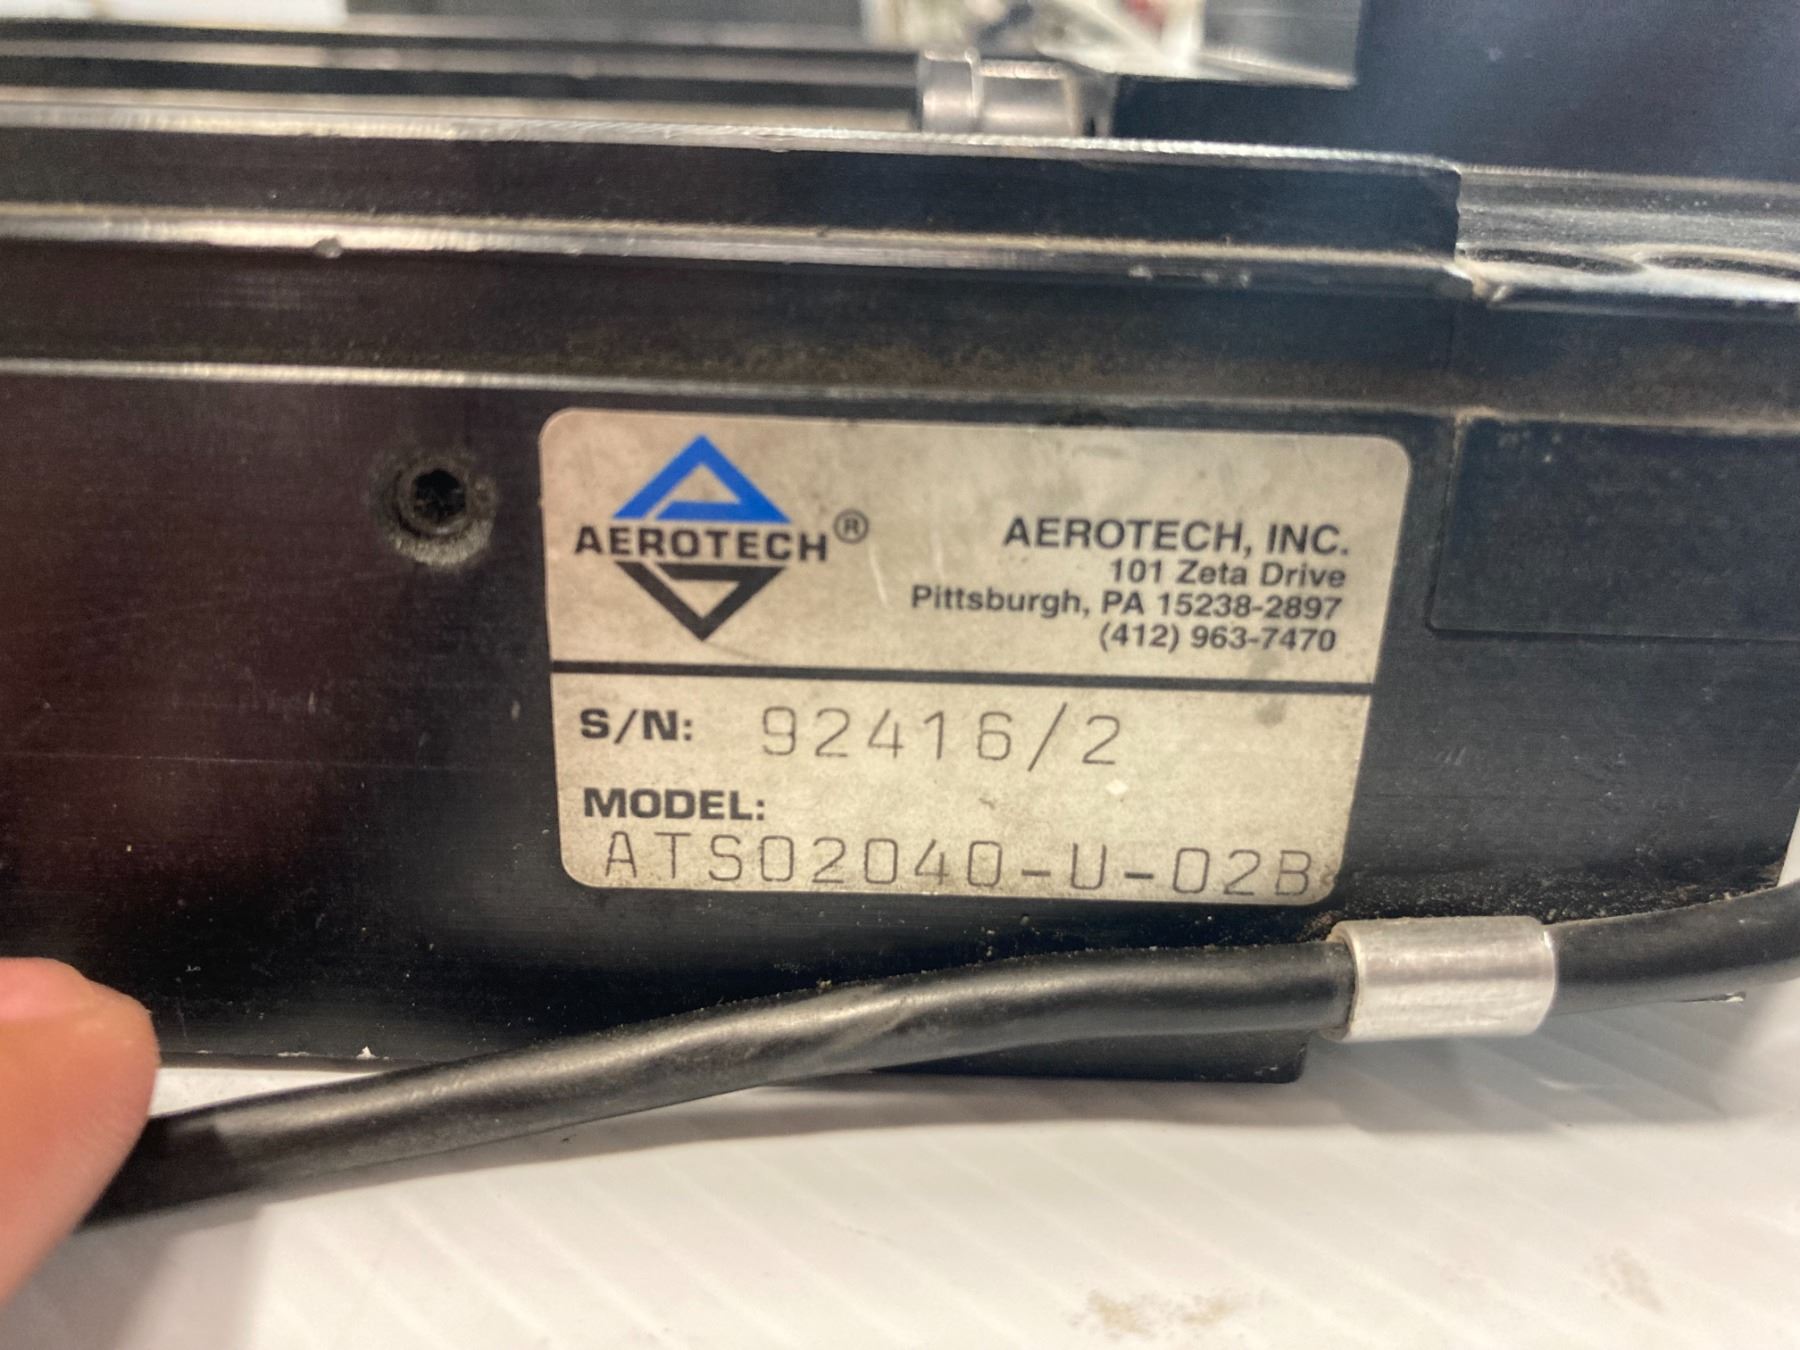 AEROTECH®
AEROTECH, INC.
101 Zeta Drive
Pittsburgh, PA 15238-2897
(412) 963-7470
S/N: 92416/2
MODEL:
ATS02040-U-02B